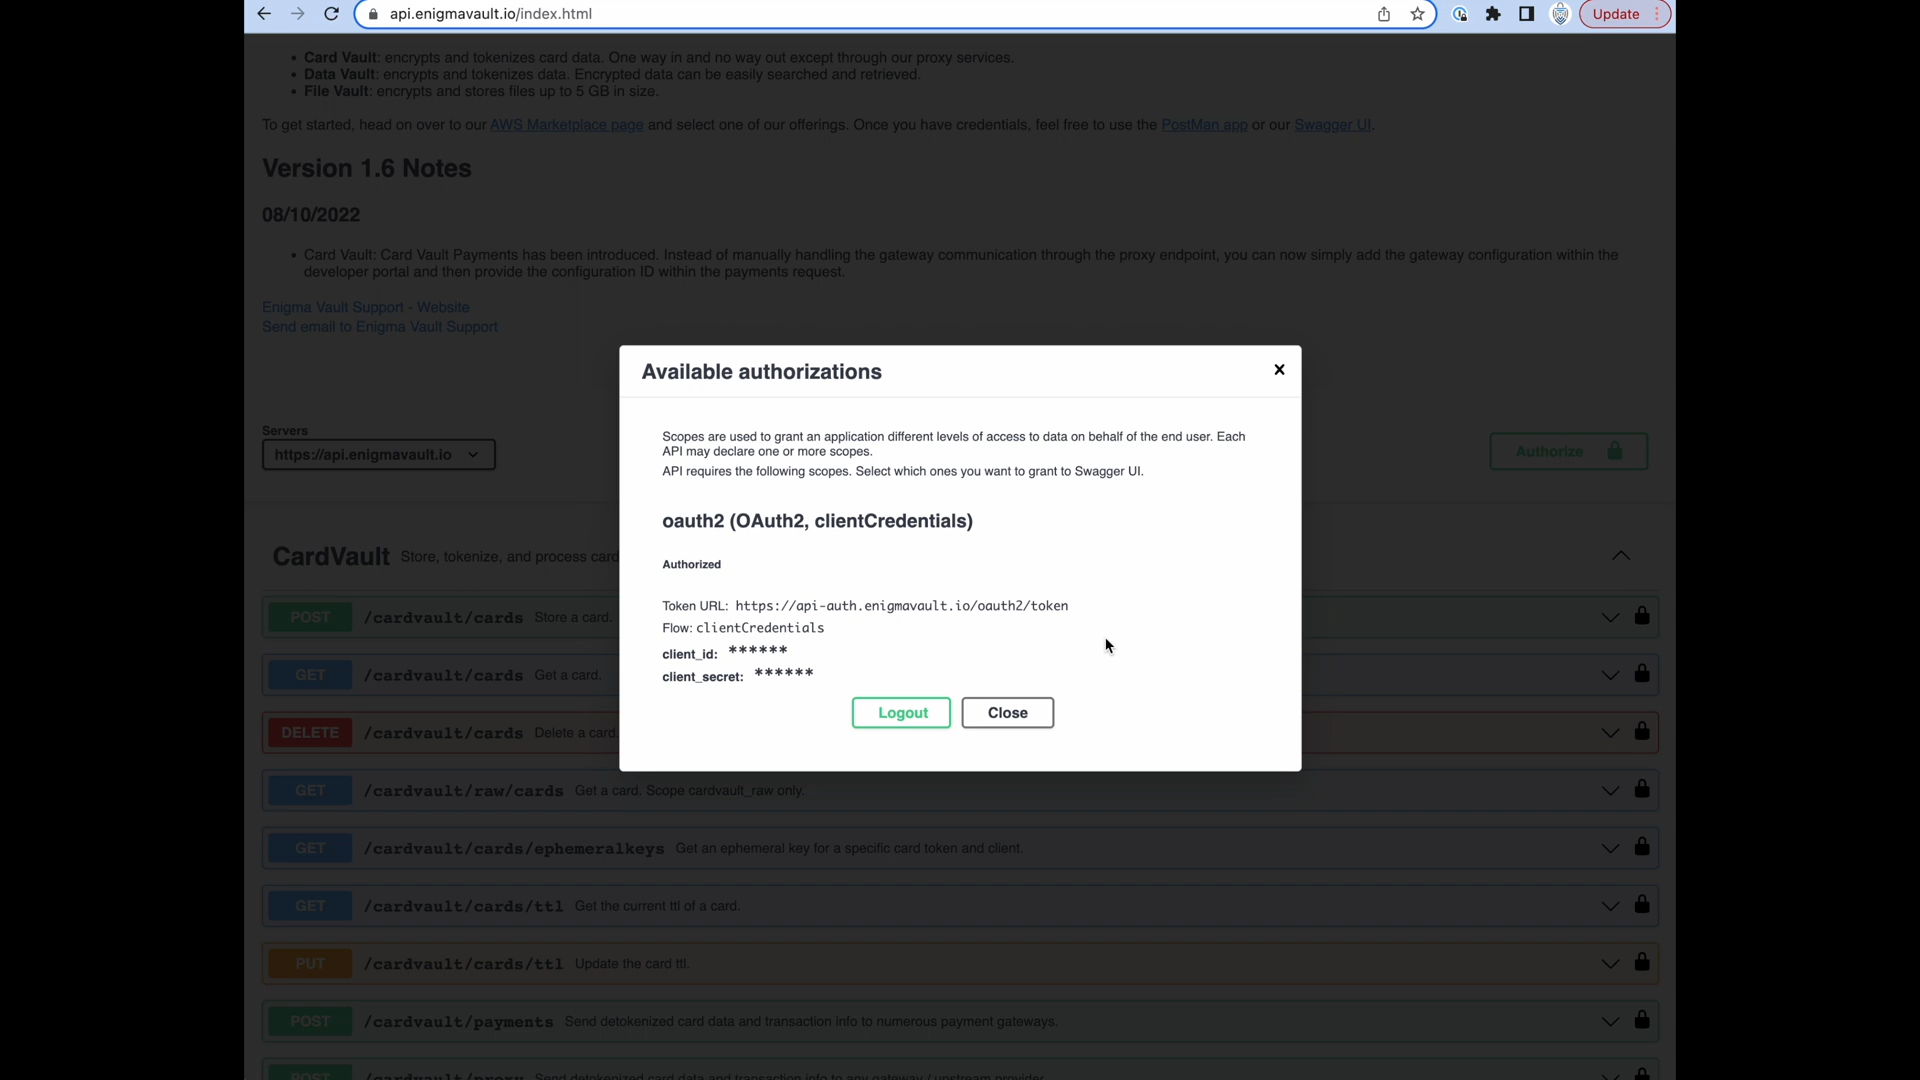 api.enigmavault.io/index.html
Update
• Card Vault: encrypts and tokenizes card data. One way in and no way out except through our proxy services.
• Data Vault: encrypts and tokenizes data. Encrypted data can be easily searched and retrieved.
• File Vault: encrypts and stores files up to 5 GB in size.
To get started, head on over to our AWS Marketplace page and select one of our offerings. Once you have credentials, feel free to use the PostMan app or our Swagger UI.
Version 1.6 Notes
08/10/2022
• Card Vault: Card Vault Payments has been introduced. Instead of manually handling the gateway communication through the proxy endpoint, you can now simply add the gateway configuration within the
developer portal and then provide the configuration ID within the payments request.
Enigma Vault Support - Website
Send email to Enigma Vault Support
Available authorizations
Scopes are used to grant an application different levels of access to data on behalf of the end user. Each
API may declare one or more scopes.
API requires the following scopes. Select which ones you want to grant to Swagger UI.
oauth2 (OAuth2, clientCredentials)
Authorized
Token URL: https://api-auth.enigmavault.io/oauth2/token
Flow: clientCredentials
client_id: ******
client_secret: ******
Logout Close
Servers
https://api.enigmavault.io
Authorize
CardVault Store, tokenize, and process card
POST /cardvault/cards Store a card.
GET /cardvault/cards Get a card.
DELETE /cardvault/cards Delete a card.
GET /cardvault/raw/cards Get a card. Scope cardvault_raw only.
GET /cardvault/cards/ephemeralkeys Get an ephemeral key for a specific card token and client.
GET /cardvault/cards/ttl Get the current ttl of a card.
PUT /cardvault/cards/ttl Update the card ttl.
POST /cardvault/payments Send detokenized card data and transaction info to numerous payment gateways.
POST /cardvault/proxy Send detokenized card data and transaction info to any gateway / upstream provider.